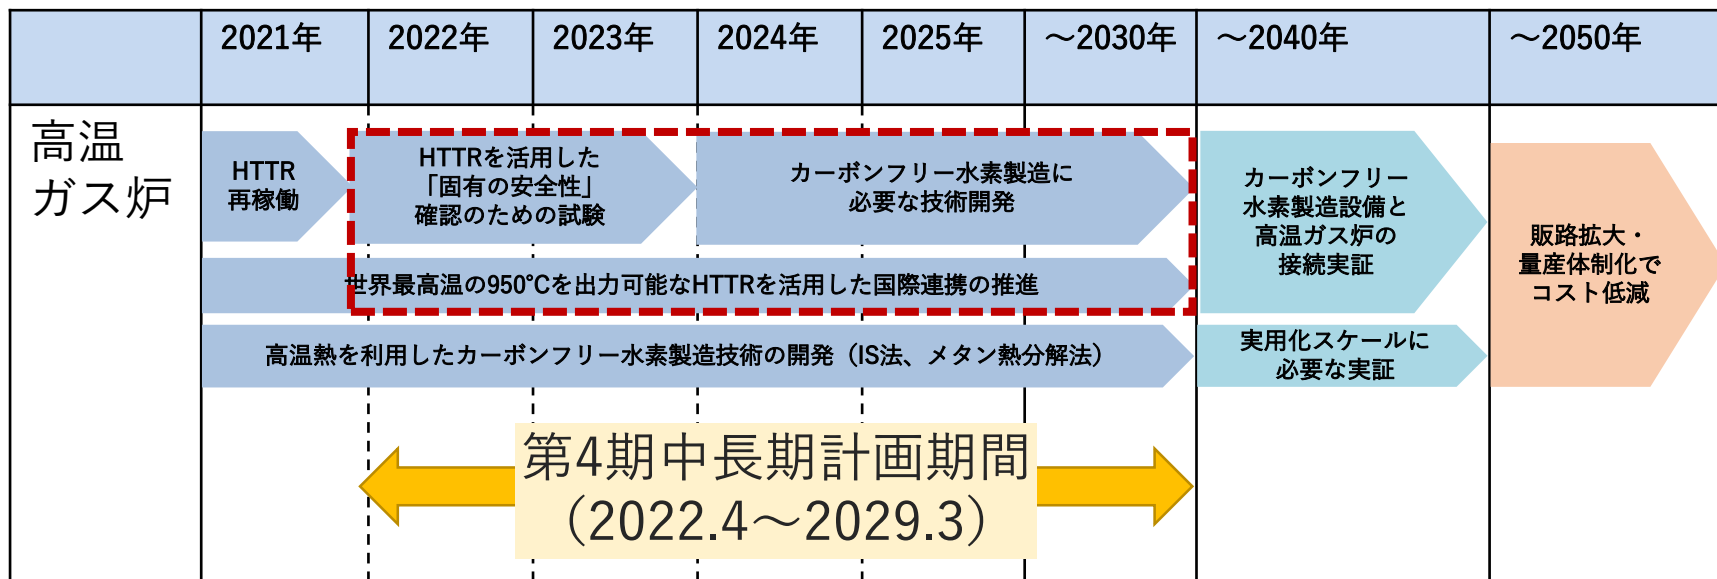 2021年
2022年
2023年
2024年
2025年
～2030年
～2040年
～2050年
高温
ガス炉
HTTR
再稼働
HTTRを活用した
「固有の安全性」
確認のための試験
カーボンフリー水素製造に
必要な技術開発
カーボンフリー
水素製造設備と
高温ガス炉の
接続実証
販路拡大・
量産体制化で
コスト低減
世界最高温の950℃を出力可能なHTTRを活用した国際連携の推進
高温熱を利用したカーボンフリー水素製造技術の開発（IS法、メタン熱分解法）
実用化スケールに
必要な実証
第4期中長期計画期間
（2022.4～2029.3）